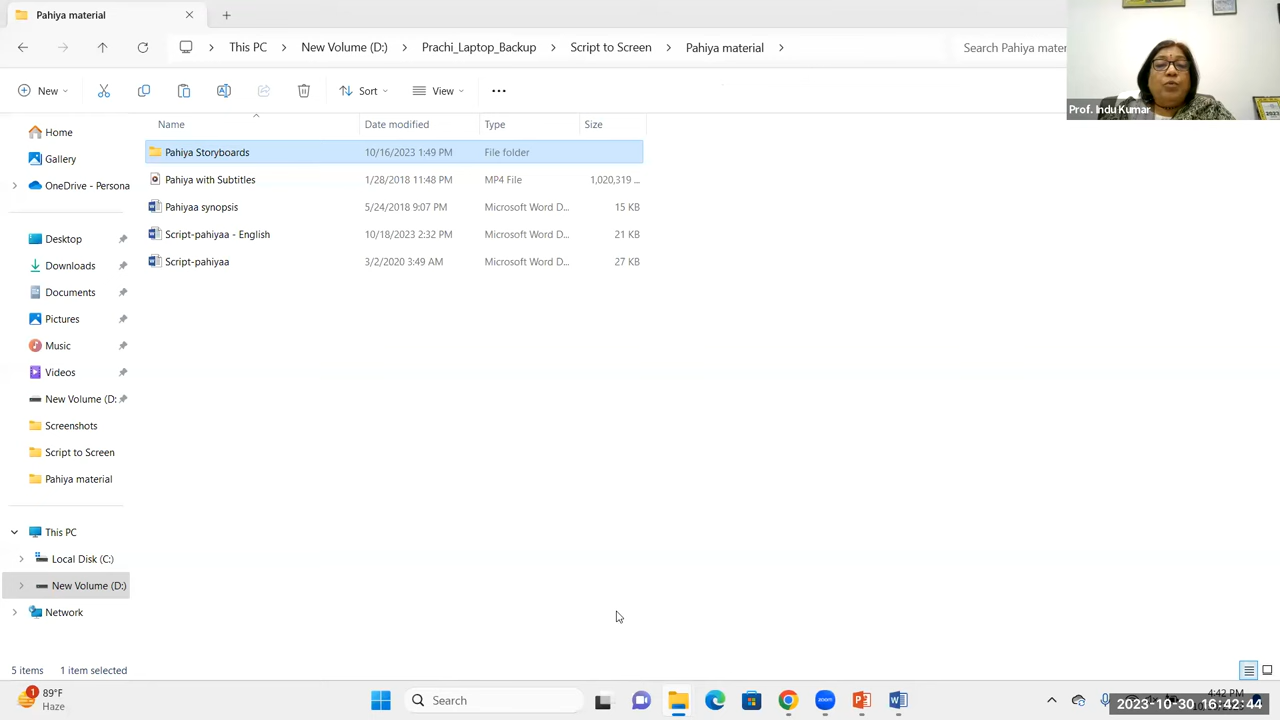 Pahiya material
This PC > New Volume (D:) > Prachi_Laptop_Backup > Script to Screen > Pahiya material >
Search Pahiya mater
Prof. Indu Kumar
New
Sort
View
Name Date modified Type Size
Home
Gallery
OneDrive - Persona
Desktop
Downloads
Documents
Pictures
Music
Videos
New Volume (D:
Screenshots
Script to Screen
Pahiya material
This PC
Local Disk (C:)
New Volume (D:)
Network
Pahiya Storyboards 10/16/2023 1:49 PM File folder
Pahiya with Subtitles 1/28/2018 11:48 PM MP4 File 1,020,319 ...
Pahiyaa synopsis 5/24/2018 9:07 PM Microsoft Word D... 15 KB
Script-pahiyaa - English 10/18/2023 2:32 PM Microsoft Word D... 21 KB
Script-pahiyaa 3/2/2020 3:49 AM Microsoft Word D... 27 KB
5 items 1 item selected
1
89°F
Haze
Search
zoom
4:42 PM
2023-10-30 16:42:44